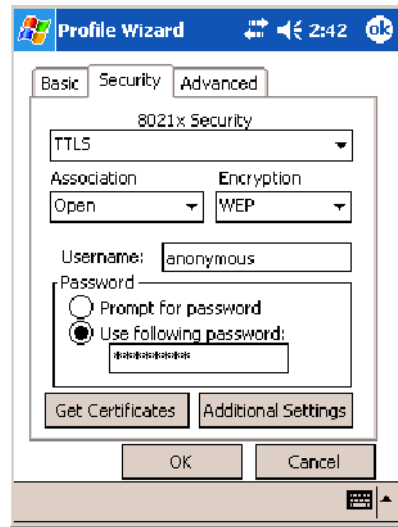 Profile Wizard 2:42 ok
Basic Security Advanced
8021x Security
TTLS
Association Encryption
Open WEP
Username: anonymous
Password
Prompt for password
Use following password:
*********
Get Certificates Additional Settings
OK Cancel